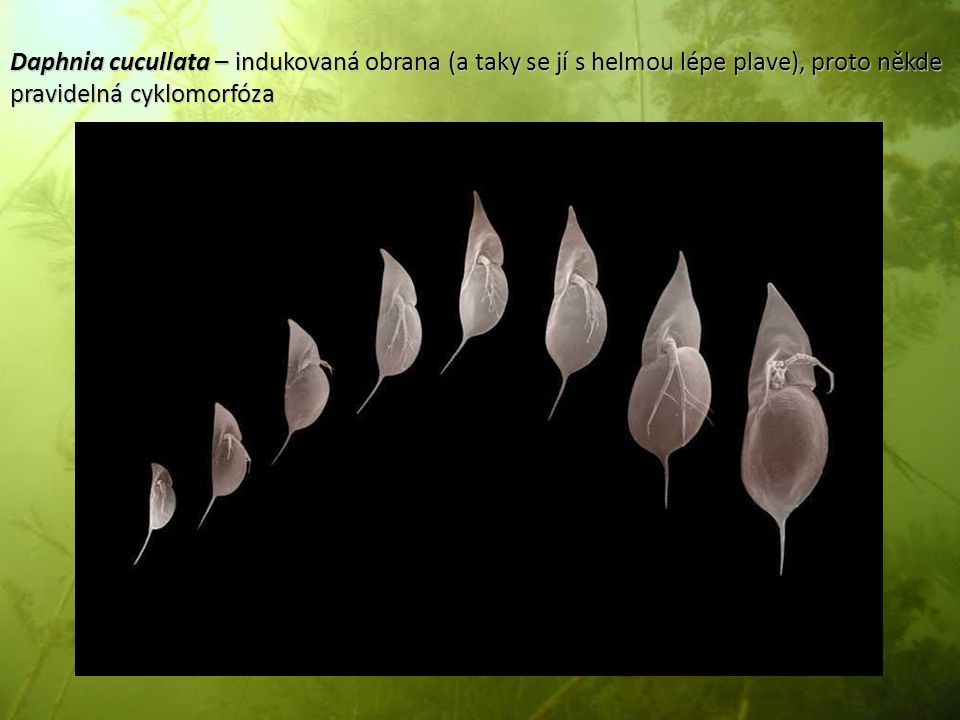 Daphnia cucullata – indukovaná obrana (a taky se jí s helmou lépe plave), proto někde
pravidelná cyklomorfóza